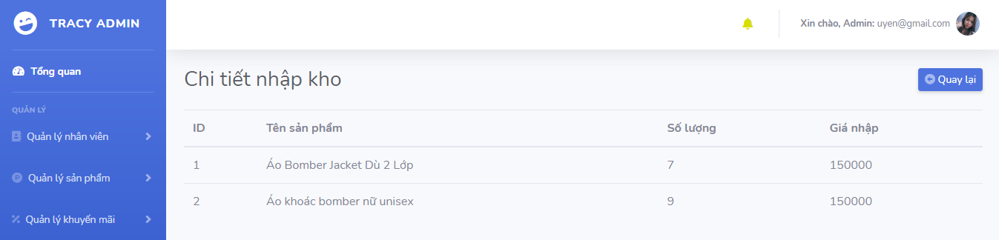 TRACY ADMIN
Xin chào, Admin: uyen@gmail.com
Tổng quan
QUẢN LÝ
Quản lý nhân viên
Quản lý sản phẩm
Quản lý khuyến mãi
Chi tiết nhập kho
Quay lại
ID Tên sản phẩm Số lượng Giá nhập
1 Áo Bomber Jacket Dù 2 Lớp 7 150000
2 Áo khoác bomber nữ unisex 9 150000